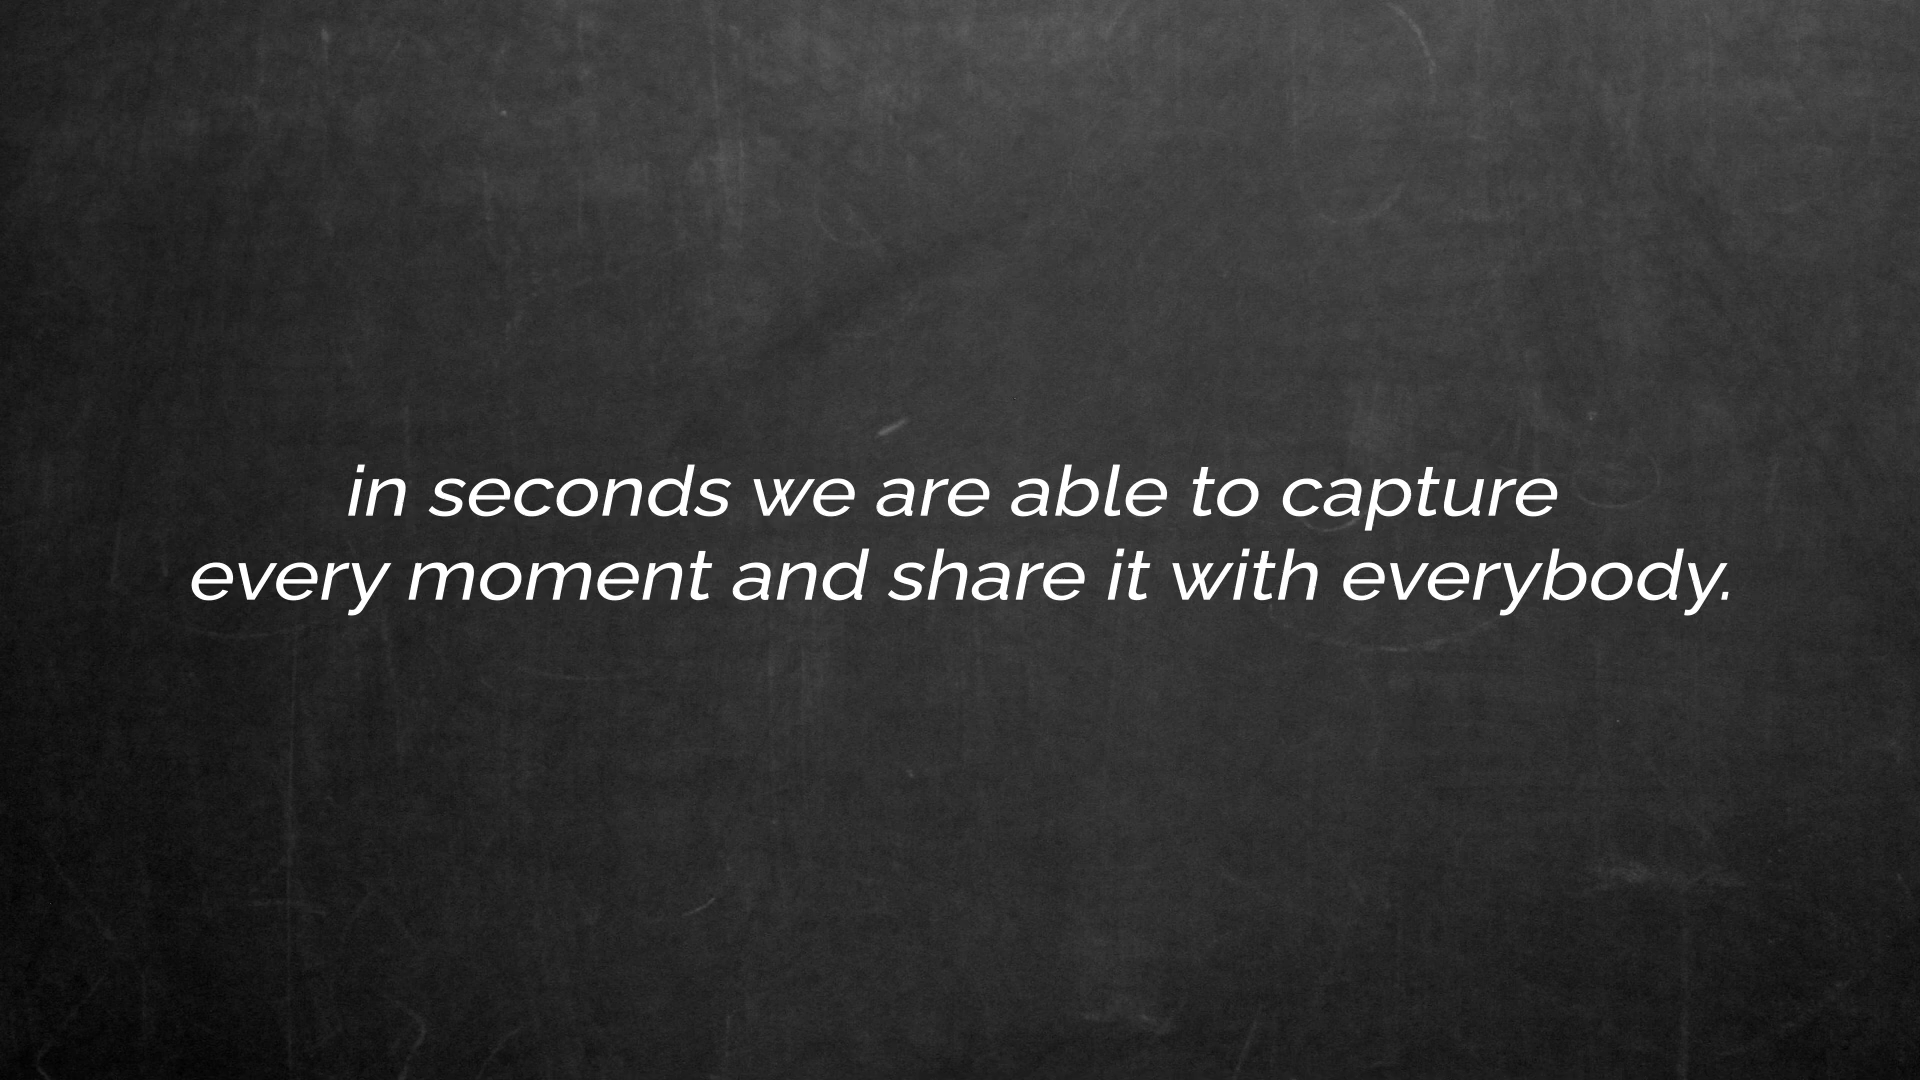 in seconds we are able to capture
every moment and share it with everybody.